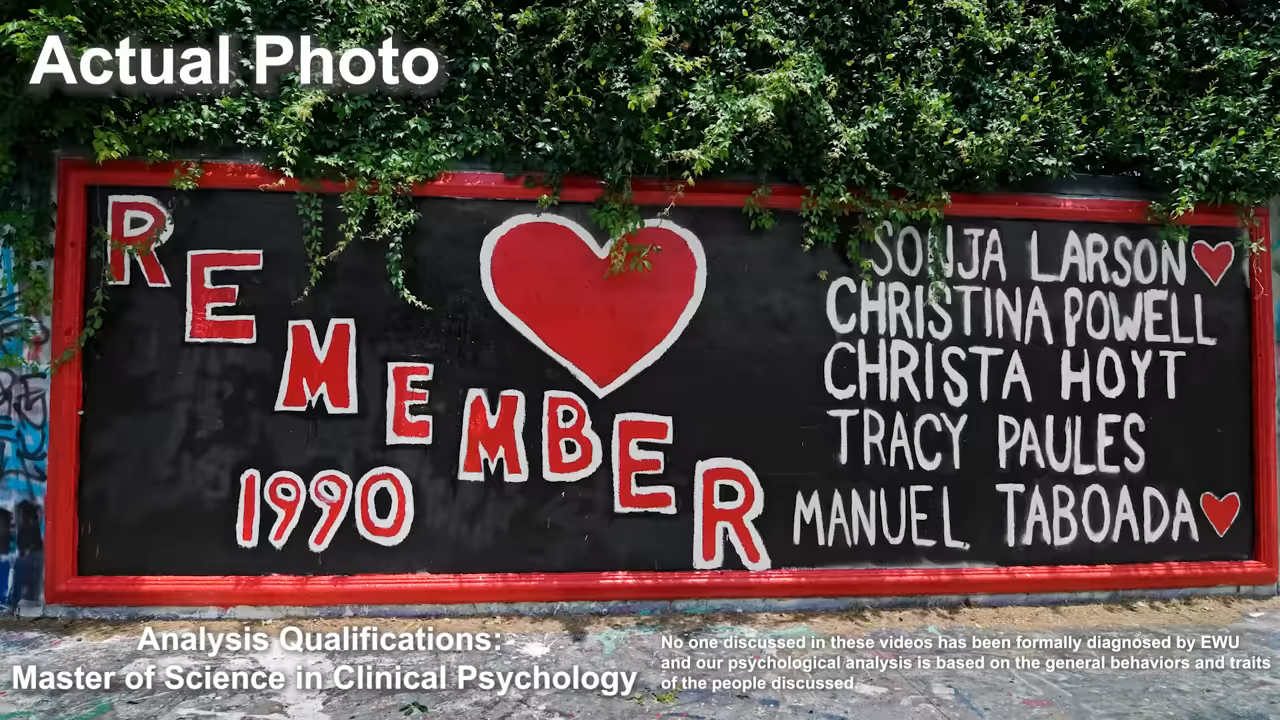 Actual Photo
REMEMBER
1990
SONJA LARSON
CHRISTINA POWELL
CHRISTA HOYT
TRACY PAULES
MANUEL TABOADA
Analysis Qualifications:
Master of Science in Clinical Psychology
No one discussed in these videos has been formally diagnosed by EWU
and our psychological analysis is based on the general behaviors and traits
of the people discussed